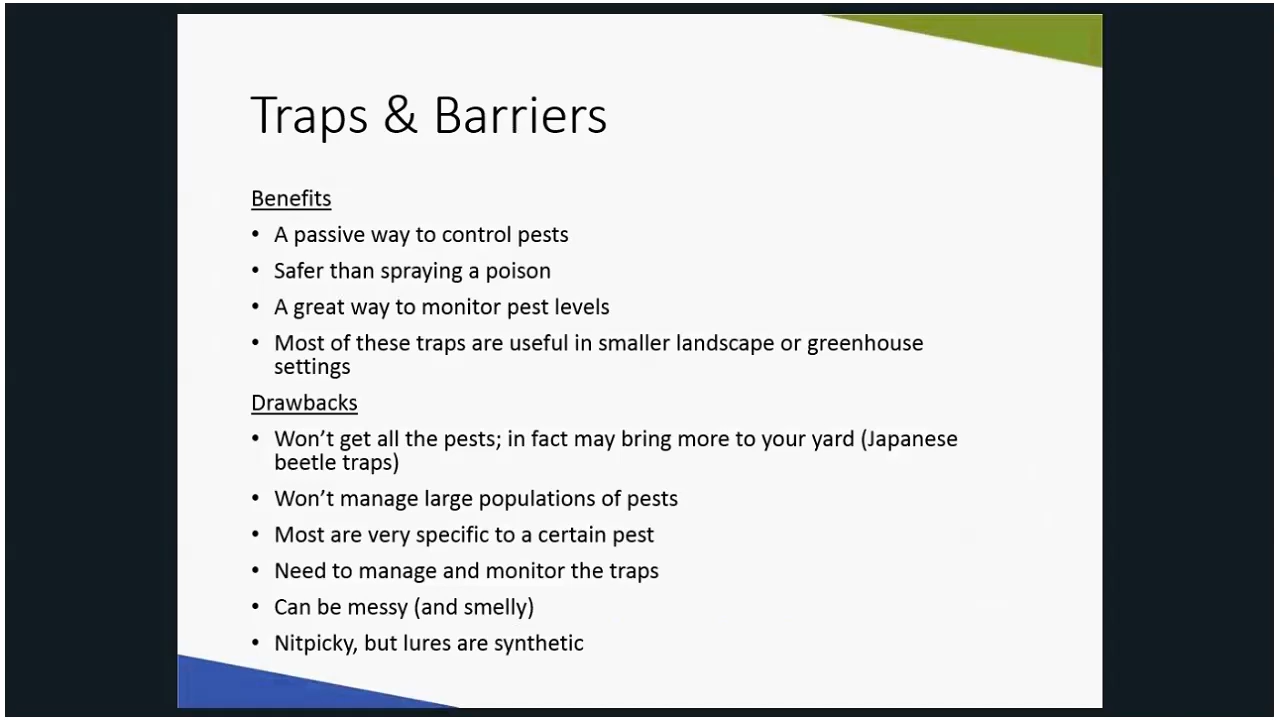 Traps & Barriers
Benefits
• A passive way to control pests
• Safer than spraying a poison
• A great way to monitor pest levels
• Most of these traps are useful in smaller landscape or greenhouse
settings
Drawbacks
• Won’t get all the pests; in fact may bring more to your yard (Japanese
beetle traps)
• Won’t manage large populations of pests
• Most are very specific to a certain pest
• Need to manage and monitor the traps
• Can be messy (and smelly)
• Nitpicky, but lures are synthetic